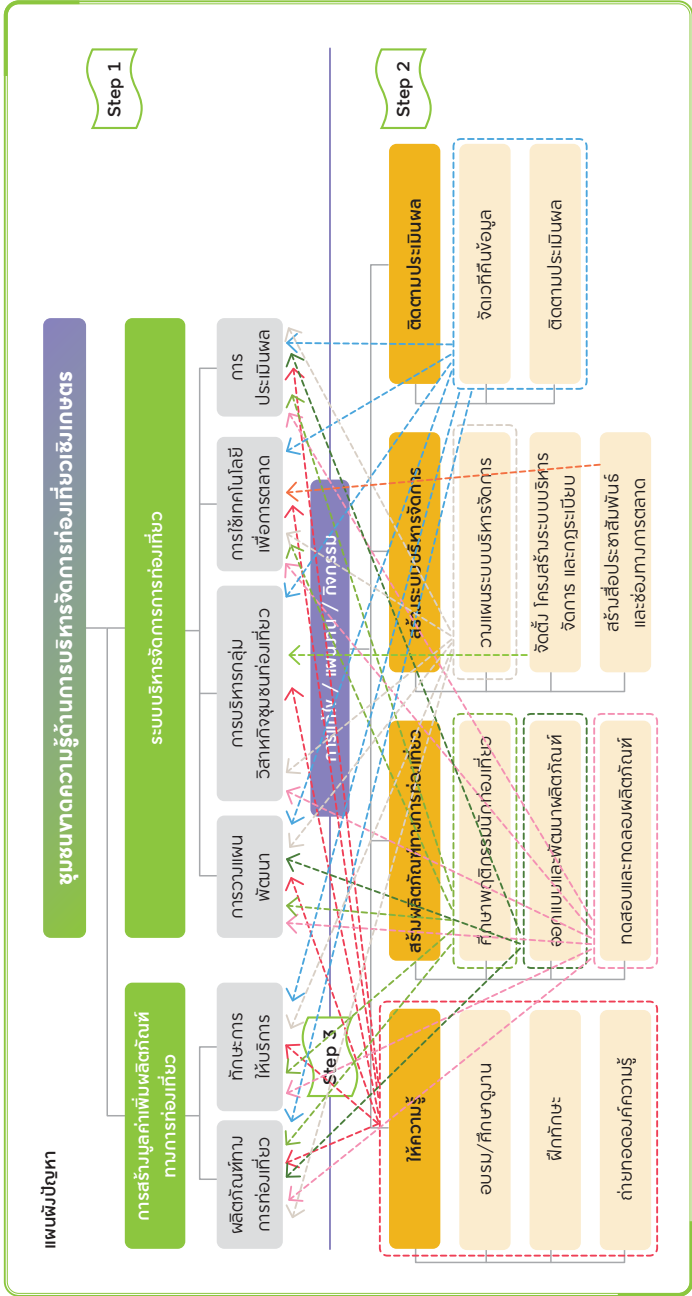 แผนผังปัญหา
ชุมชนขาดความรู้ด้านการบริหารจัดการท่องเที่ยวเชิงเกษตร
Step 1
การสร้างมูลค่าเพิ่มผลิตภัณฑ์
ทางการท่องเที่ยว
ระบบบริหารจัดการการท่องเที่ยว
ผลิตภัณฑ์ทาง
การท่องเที่ยว
ทักษะการ
ให้บริการ
การวางแผน
พัฒนา
การบริหารกลุ่ม
วิสาหกิจชุมชนท่องเที่ยว
การใช้เทคโนโลยี
เพื่อการตลาด
การ
ประเมินผล
Step 3
การแก้ไข / แผนงาน / กิจกรรม
Step 2
ให้ความรู้
อบรม/ศึกษาดูงาน
ฝึกทักษะ
ถ่ายทอดองค์ความรู้
สร้างผลิตภัณฑ์ทางการท่องเที่ยว
ศึกษาพฤติกรรมนักท่องเที่ยว
ออกแบบและพัฒนาผลิตภัณฑ์
ทดสอบและทดลองผลิตภัณฑ์
สร้างระบบบริหารจัดการ
วางแผนระบบบริหารจัดการ
จัดตั้ง โครงสร้างระบบบริหาร
จัดการ และกฎระเบียบ
สร้างสื่อประชาสัมพันธ์
และช่องทางการตลาด
ติดตามประเมินผล
จัดเวทีคืนข้อมูล
ติดตามประเมินผล